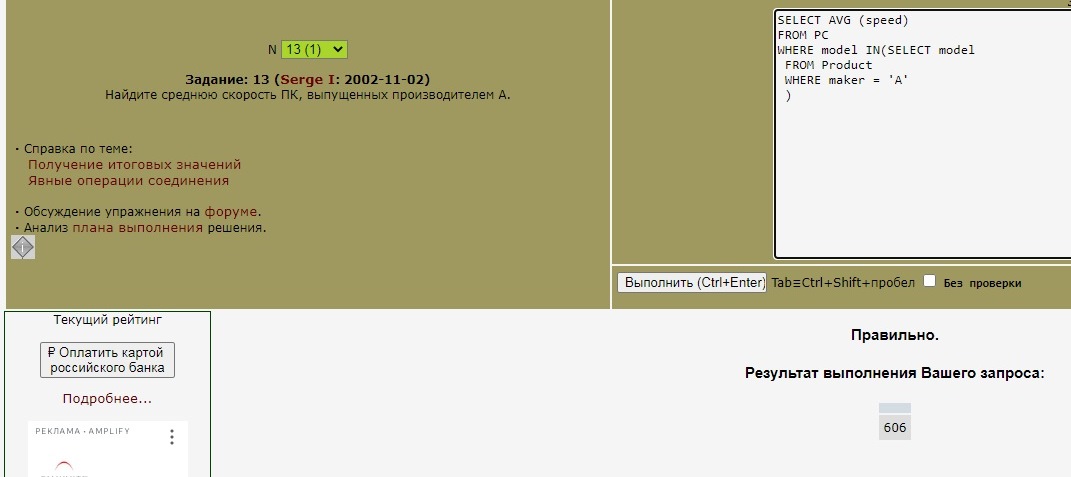 N 13 (1)
Задание: 13 (Serge I: 2002-11-02)
Найдите среднюю скорость ПК, выпущенных производителем A.
· Справка по теме:
Получение итоговых значений
Явные операции соединения
· Обсуждение упражнения на форуме.
· Анализ плана выполнения решения.
SELECT AVG (speed)
FROM PC
WHERE model IN(SELECT model
FROM Product
WHERE maker = 'A'
)
Выполнить (Ctrl+Enter) Tab≡Ctrl+Shift+пробел Без проверки
Текущий рейтинг
₽ Оплатить картой
российского банка
Подробнее...
РЕКЛАМА • AMPLIFY
Правильно.
Результат выполнения Вашего запроса:
606